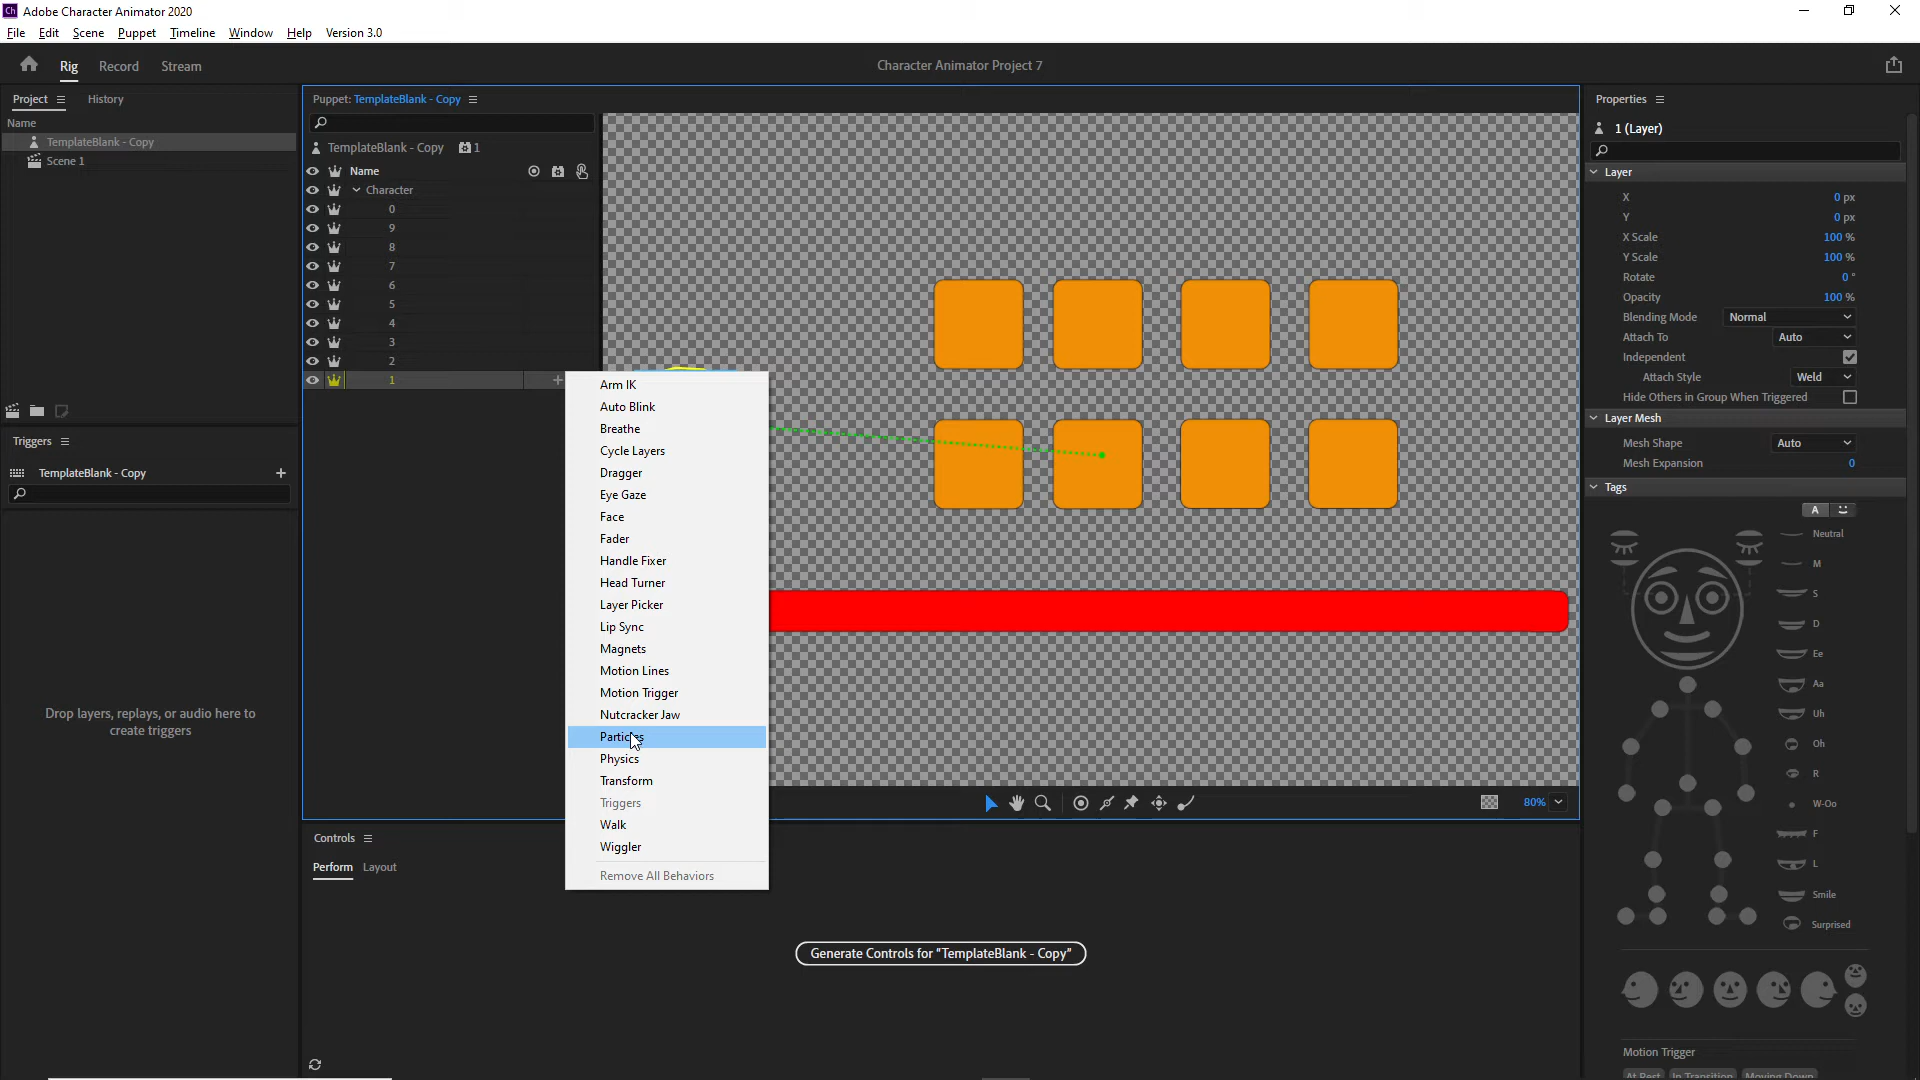 Adobe Character Animator 2020
File Edit Scene Puppet Timeline Window Help Version 3.0
Rig Record Stream
Character Animator Project 7
Project History
Name
TemplateBlank - Copy
Scene 1
Triggers
TemplateBlank - Copy
Drop layers, replays, or audio here to
create triggers
Puppet: TemplateBlank - Copy
TemplateBlank - Copy 1
Name
Character
0
9
8
7
6
5
4
3
2
1
Arm IK
Auto Blink
Breathe
Cycle Layers
Dragger
Eye Gaze
Face
Fader
Handle Fixer
Head Turner
Layer Picker
Lip Sync
Magnets
Motion Lines
Motion Trigger
Nutcracker Jaw
Particles
Physics
Transform
Triggers
Walk
Wiggler
Remove All Behaviors
80%
Controls
Perform Layout
Generate Controls for "TemplateBlank - Copy"
Properties
1 (Layer)
Layer
X 0 px
Y 0 px
X Scale 100 %
Y Scale 100 %
Rotate 0 °
Opacity 100 %
Blending Mode Normal
Attach To Auto
Independent
Attach Style Weld
Hide Others in Group When Triggered
Layer Mesh
Mesh Shape Auto
Mesh Expansion 0
Tags
A
Neutral
M
S
D
Ee
Aa
Uh
Oh
R
W-Oo
F
L
Smile
Surprised
Motion Trigger
At Rest In Transition Moving Down